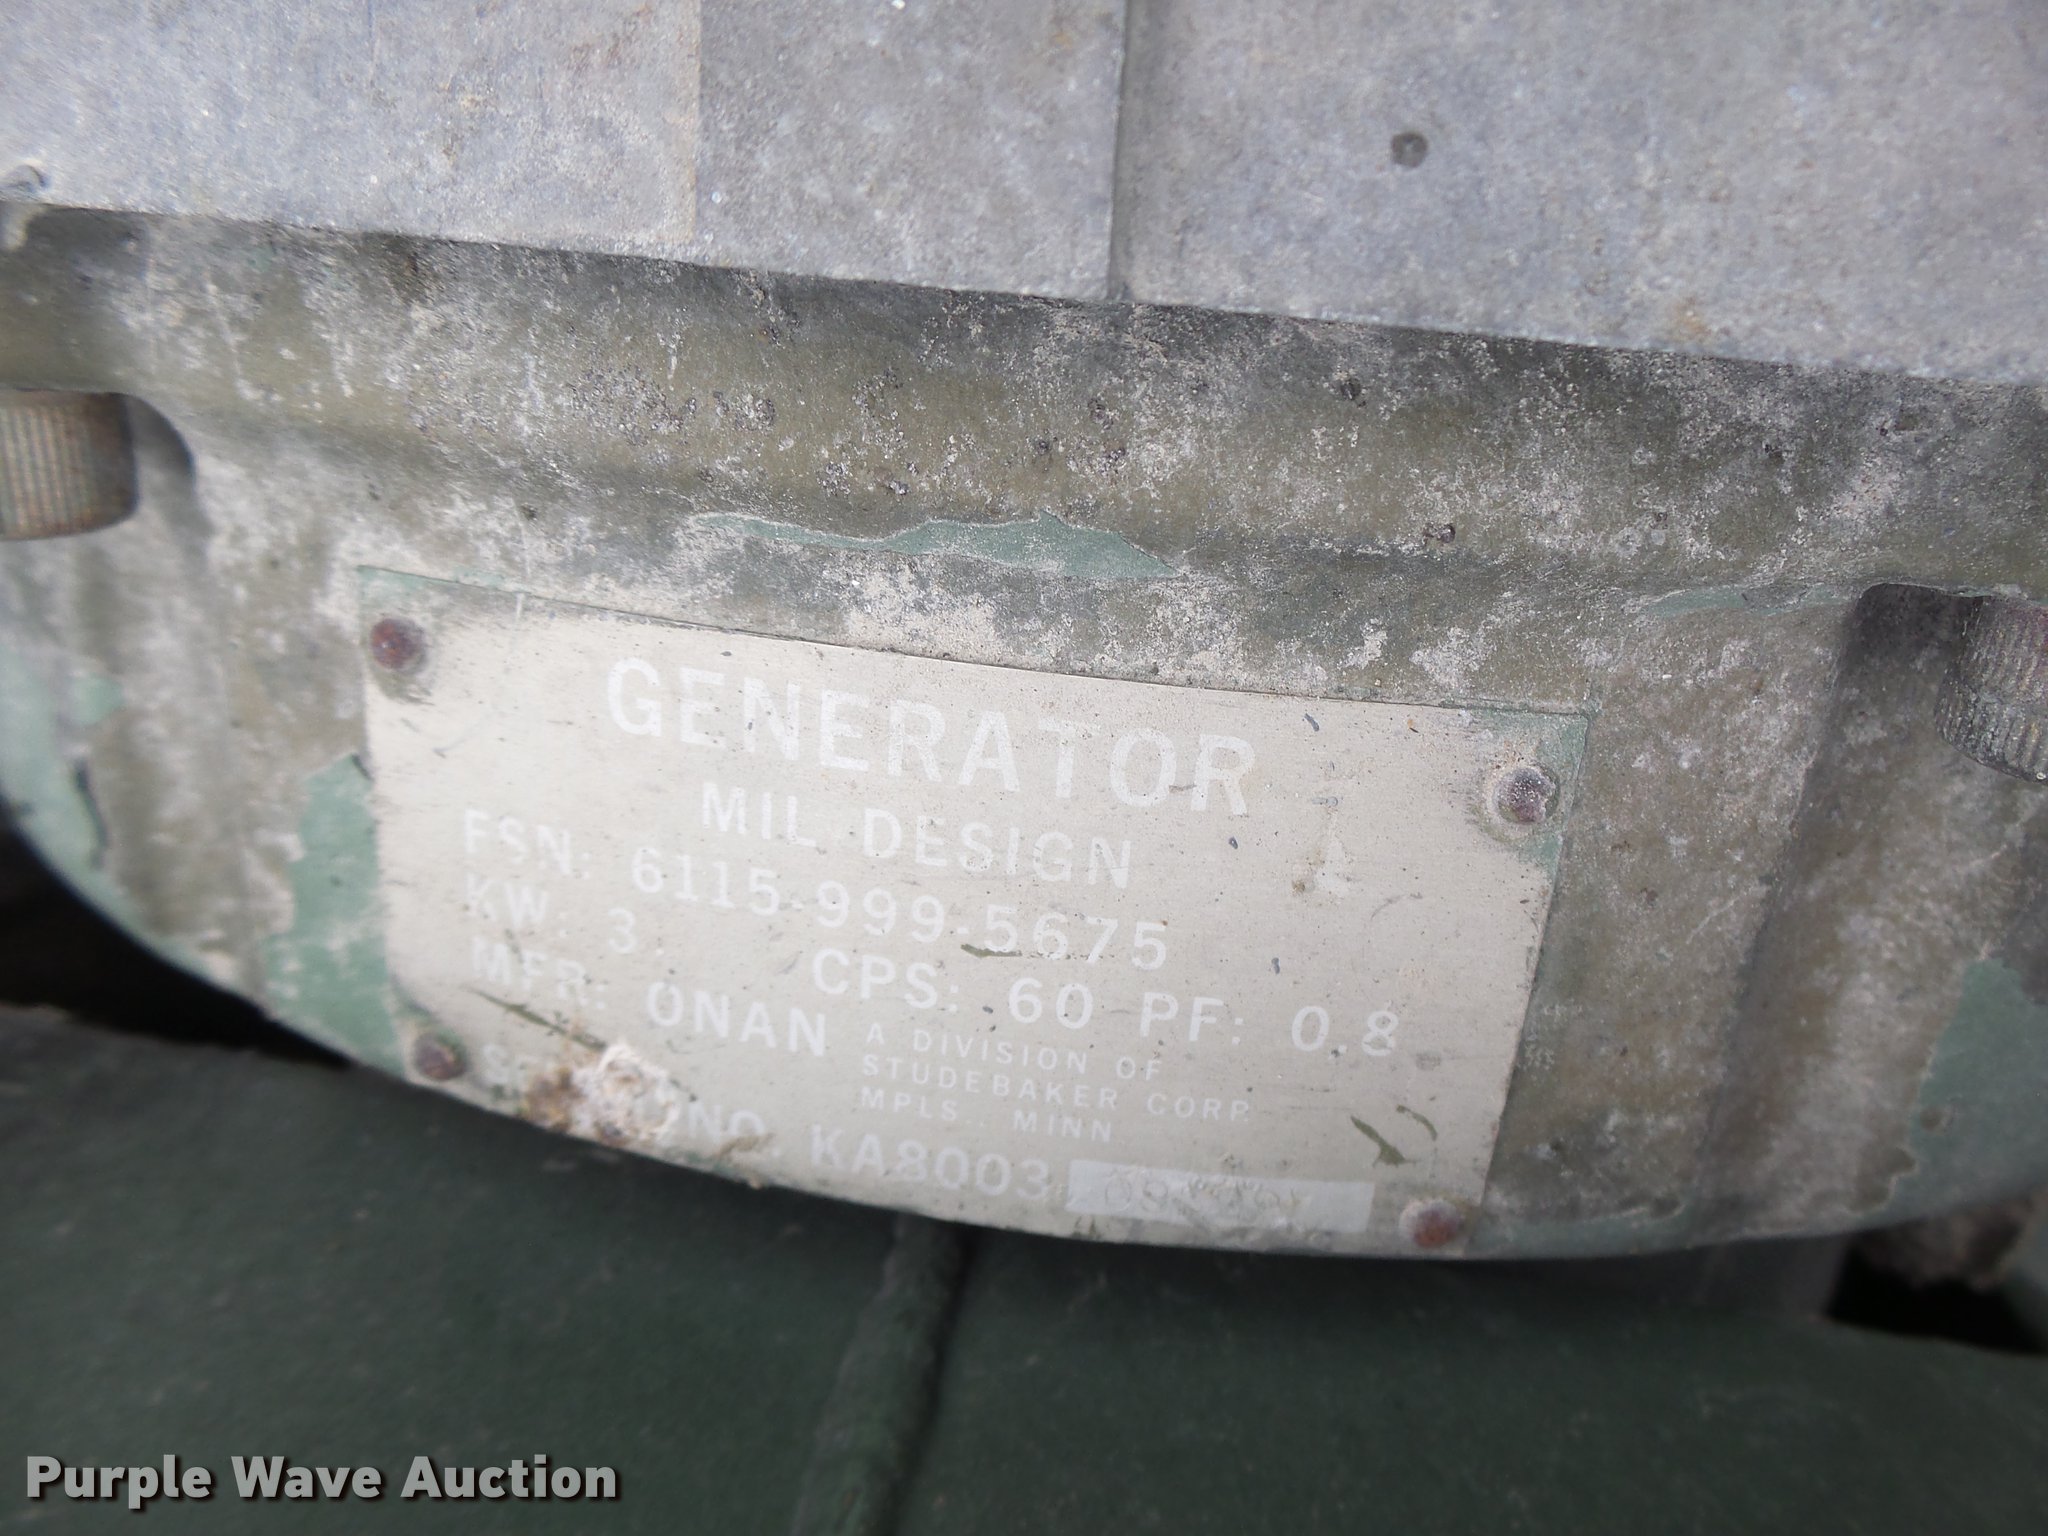 GENERATOR
MIL DESIGN
FSN: 6115-999-5675
KW: 3. CPS: 60 PF: 0.8
MFR: ONAN A DIVISION OF
STUDEBAKER CORP.
MPLS., MINN.
NO. KA8003
Purple Wave Auction